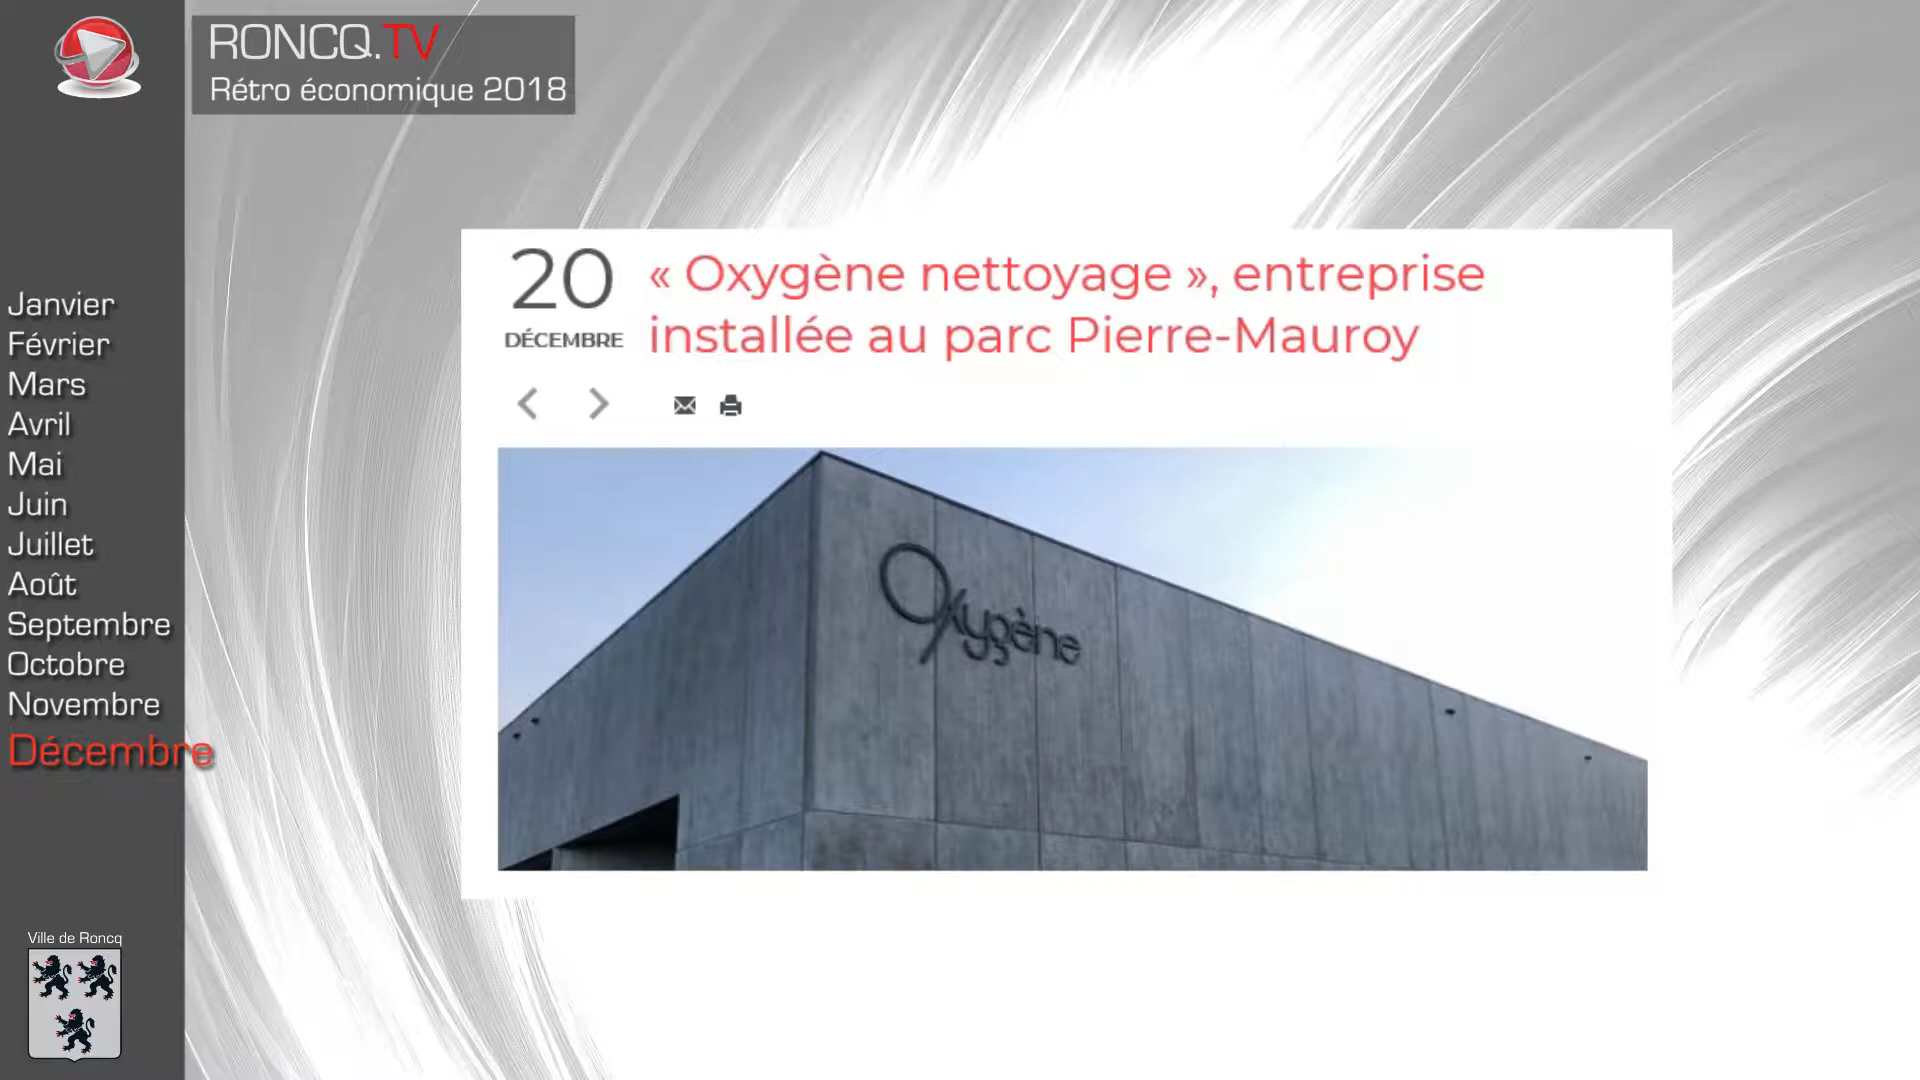 RONCQ.TV
Rétro économique 2018
Janvier
Février
Mars
Avril
Mai
Juin
Juillet
Août
Septembre
Octobre
Novembre
Décembre
Ville de Roncq
20
DÉCEMBRE
« Oxygène nettoyage », entreprise
installée au parc Pierre-Mauroy
Oxygène